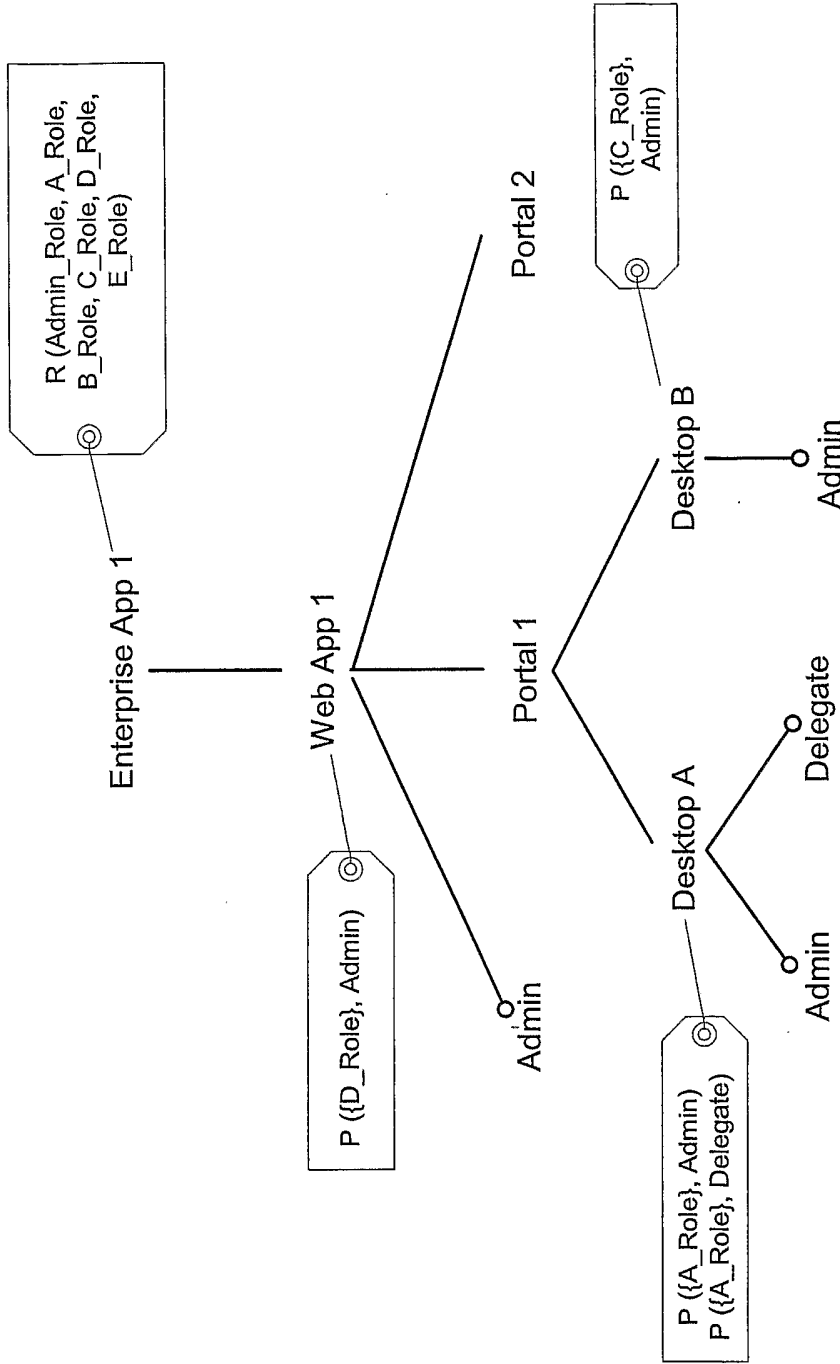 R (Admin_Role, A_Role,
B_Role, C_Role, D_Role,
E_Role)
Enterprise App 1
P ({D_Role}, Admin)
Web App 1
Admin
Portal 1
Portal 2
P ({A_Role}, Admin)
P ({A_Role}, Delegate)
Desktop A
Desktop B
P ({C_Role},
Admin)
Admin
Delegate
Admin